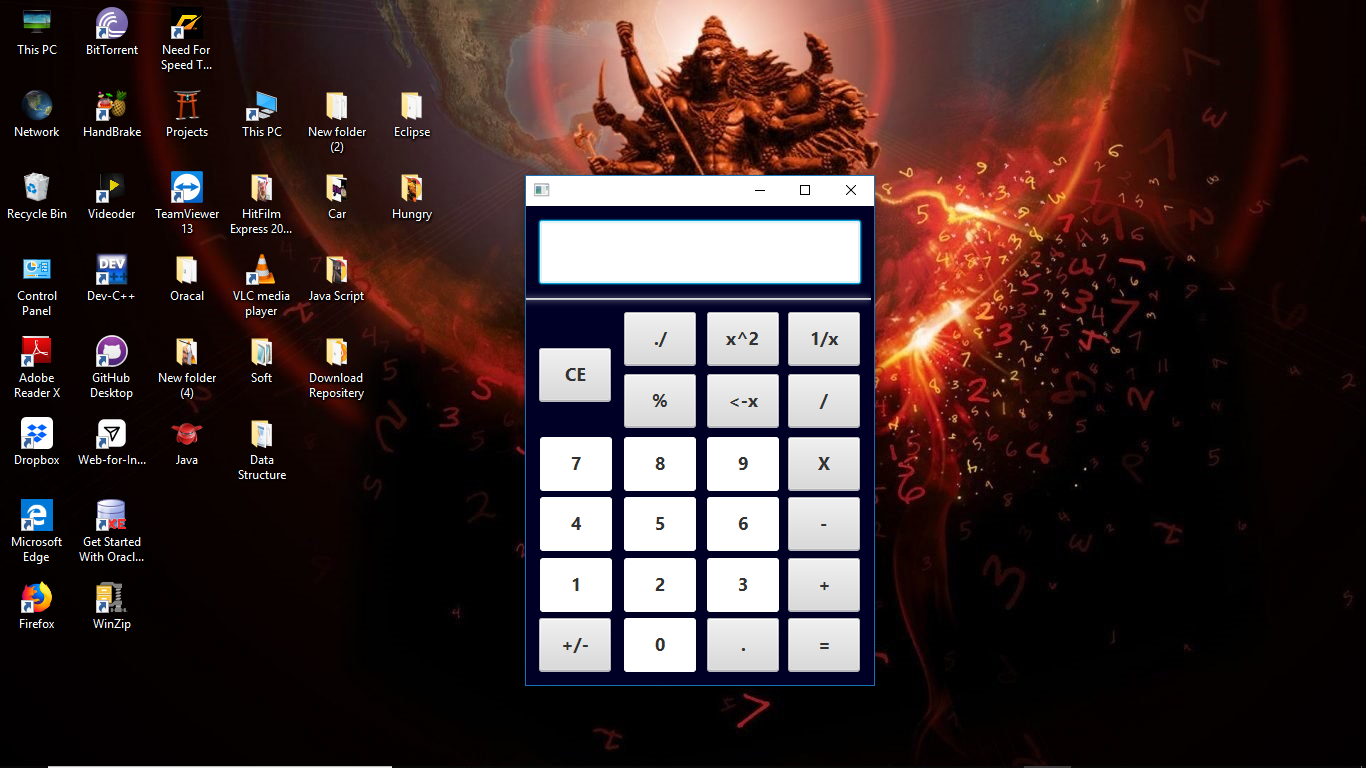 This PC
BitTorrent
Need For
Speed T...
Network
HandBrake
Projects
This PC
New folder
(2)
Eclipse
Recycle Bin
Videoder
TeamViewer
13
HitFilm
Express 20...
Car
Hungry
Control
Panel
DEV
Dev-C++
Oracal
VLC media
player
Java Script
Adobe
Reader X
GitHub
Desktop
New folder
(4)
Soft
Download
Repositery
Dropbox
Web-for-In...
Java
Data
Structure
Microsoft
Edge
XE
Get Started
With Oracl...
Firefox
WinZip
CE
./
x^2
1/x
%
<-x
/
7
8
9
X
4
5
6
-
1
2
3
+
+/-
0
.
=